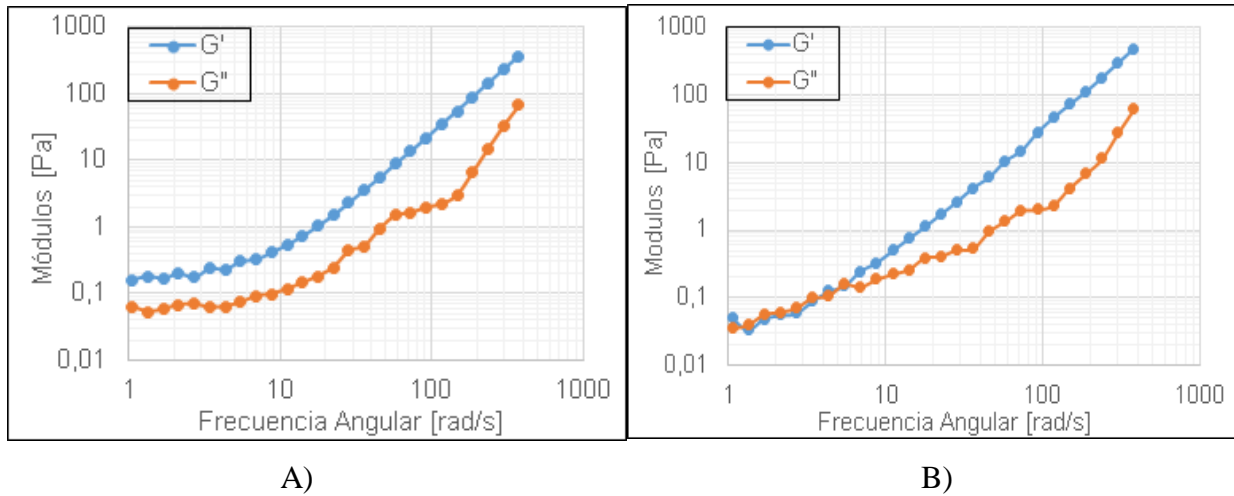 1000
100
10
1
0,1
0,01
Módulos [Pa]
G'
G"
1 10 100 1000
Frecuencia Angular [rad/s]
A)
1000
100
10
1
0,1
0,01
Modulos [Pa]
G'
G"
1 10 100 1000
Frecuencia Angular [rad/s]
B)